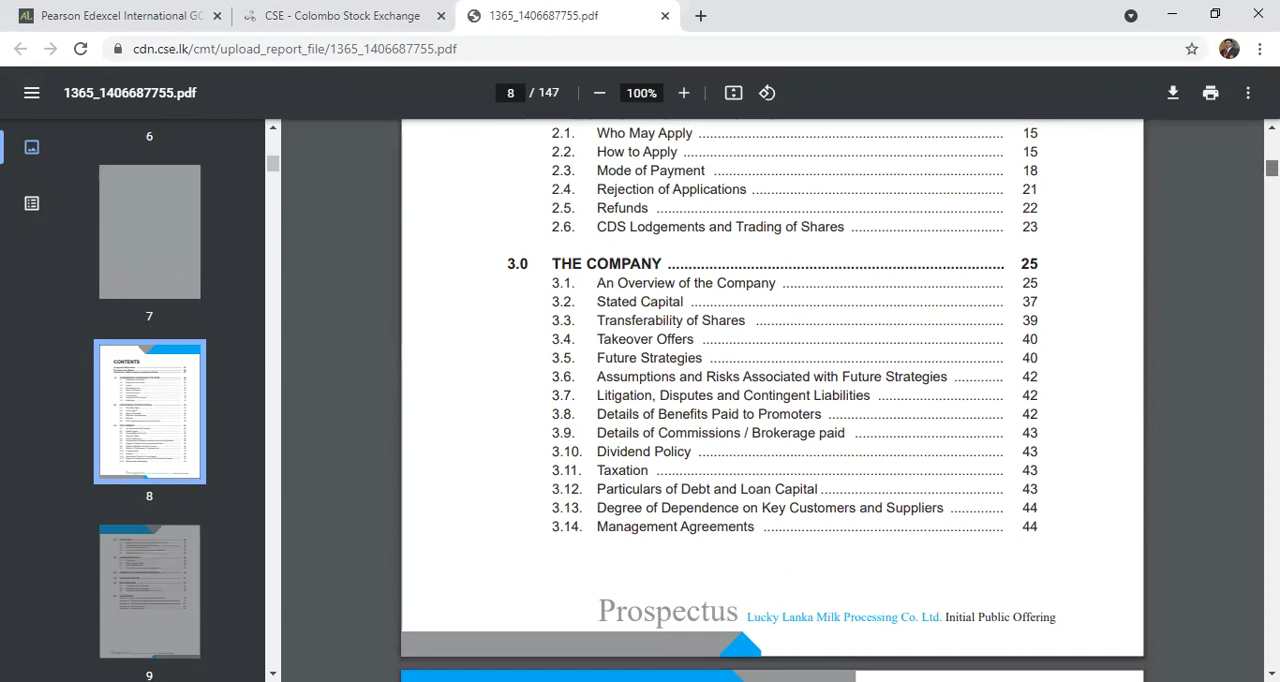 Pearson Edexcel International GC
CSE - Colombo Stock Exchange
1365_1406687755.pdf
cdn.cse.lk/cmt/upload_report_file/1365_1406687755.pdf
1365_1406687755.pdf
8 / 147
100%
6
7
8
9
2.1. Who May Apply 15
2.2. How to Apply 15
2.3. Mode of Payment 18
2.4. Rejection of Applications 21
2.5. Refunds 22
2.6. CDS Lodgements and Trading of Shares 23
3.0 THE COMPANY 25
3.1. An Overview of the Company 25
3.2. Stated Capital 37
3.3. Transferability of Shares 39
3.4. Takeover Offers 40
3.5. Future Strategies 40
3.6. Assumptions and Risks Associated with Future Strategies 42
3.7. Litigation, Disputes and Contingent Liabilities 42
3.8. Details of Benefits Paid to Promoters 42
3.9. Details of Commissions / Brokerage paid 43
3.10. Dividend Policy 43
3.11. Taxation 43
3.12. Particulars of Debt and Loan Capital 43
3.13. Degree of Dependence on Key Customers and Suppliers 44
3.14. Management Agreements 44
Prospectus Lucky Lanka Milk Processing Co. Ltd. Initial Public Offering